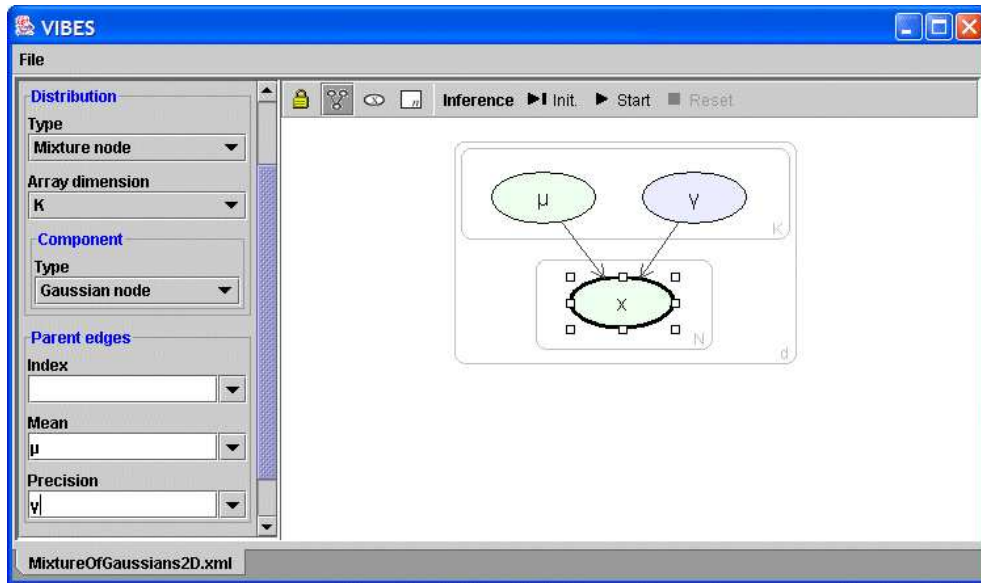 VIBES
File
Distribution
Type
Mixture node
Array dimension
K
Component
Type
Gaussian node
Parent edges
Index
Mean
μ
Precision
γ
n Inference Init. Start Reset
μ γ
K
x
N
d
MixtureOfGaussians2D.xml